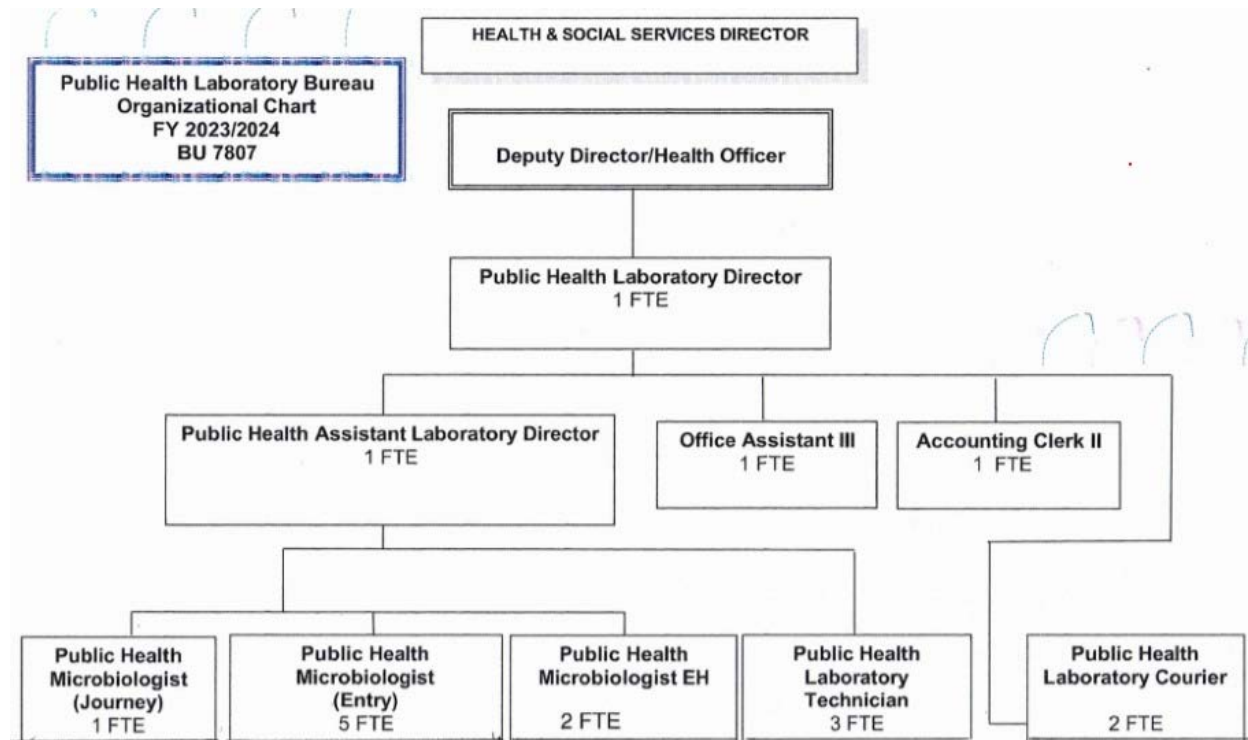 HEALTH & SOCIAL SERVICES DIRECTOR
Public Health Laboratory Bureau
Organizational Chart
FY 2023/2024
BU 7807
Deputy Director/Health Officer
Public Health Laboratory Director
1 FTE
Public Health Assistant Laboratory Director
1 FTE
Office Assistant III
1 FTE
Accounting Clerk II
1 FTE
Public Health
Microbiologist
(Journey)
1 FTE
Public Health
Microbiologist
(Entry)
5 FTE
Public Health
Microbiologist EH
2 FTE
Public Health
Laboratory
Technician
3 FTE
Public Health
Laboratory Courier
2 FTE